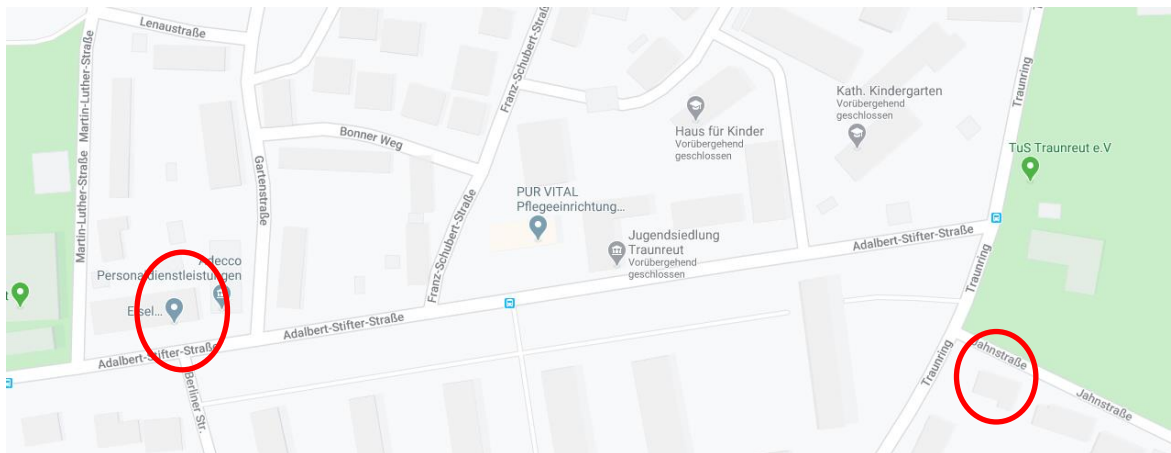 Lenaustraße
Martin-Luther-Straße
Martin-Luther-Straße
Franz-Schubert-Straß
Traunring
Kath. Kindergarten
Vorübergehend
geschlossen
Haus für Kinder
Vorübergehend
geschlossen
Bonner Weg
TuS Traunreut e.V
Gartenstraße
PUR VITAL
Pflegeeinrichtung...
Franz-Schubert-Straße
Jugendsiedlung
Traunreut
Vorübergehend
geschlossen
Adalbert-Stifter-Straße
Traunring
Adecco
Personaldienstleistungen
t
Eisel...
Adalbert-Stifter-Straße
Adalbert-Stifter-Straße
Berliner Str.
Traunring
Jahnstraße
Jahnstraße